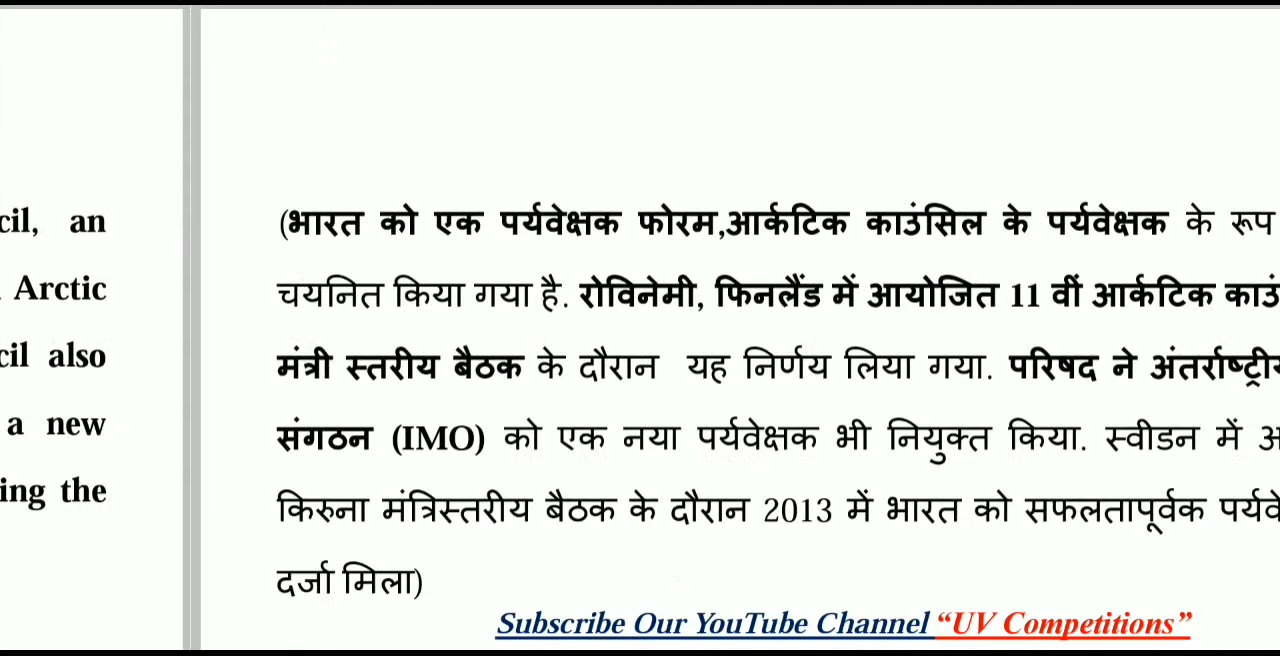 cil, an
Arctic
cil also
a new
ing the
(भारत को एक पर्यवेक्षक फोरम,आर्कटिक काउंसिल के पर्यवेक्षक के रूप
चयनित किया गया है. रोविनेमी, फिनलैंड में आयोजित 11 वीं आर्कटिक काउं
मंत्री स्तरीय बैठक के दौरान यह निर्णय लिया गया. परिषद ने अंतर्राष्ट्रीय
संगठन (IMO) को एक नया पर्यवेक्षक भी नियुक्त किया. स्वीडन में
किरुना मंत्रिस्तरीय बैठक के दौरान 2013 में भारत को सफलतापूर्वक पर्यवे
दर्जा मिला)
Subscribe Our YouTube Channel “UV Competitions”